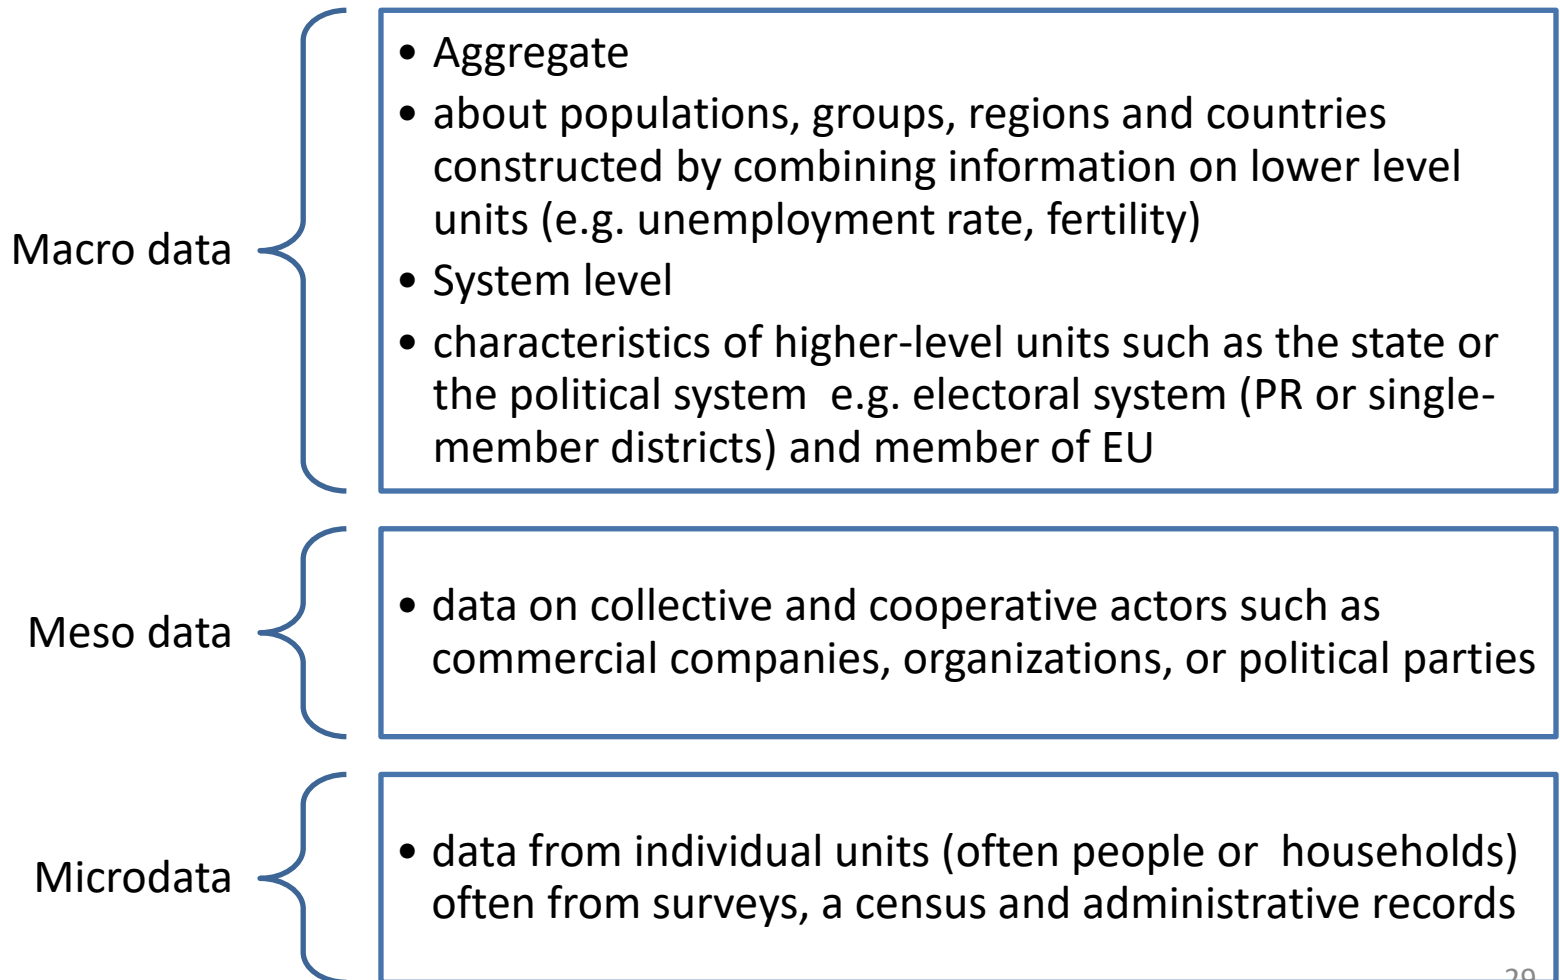 Macro data
• Aggregate
• about populations, groups, regions and countries
constructed by combining information on lower level
units (e.g. unemployment rate, fertility)
• System level
• characteristics of higher-level units such as the state or
the political system  e.g. electoral system (PR or single-
member districts) and member of EU
Meso data
• data on collective and cooperative actors such as
commercial companies, organizations, or political parties
Microdata
• data from individual units (often people or  households)
often from surveys, a census and administrative records
29